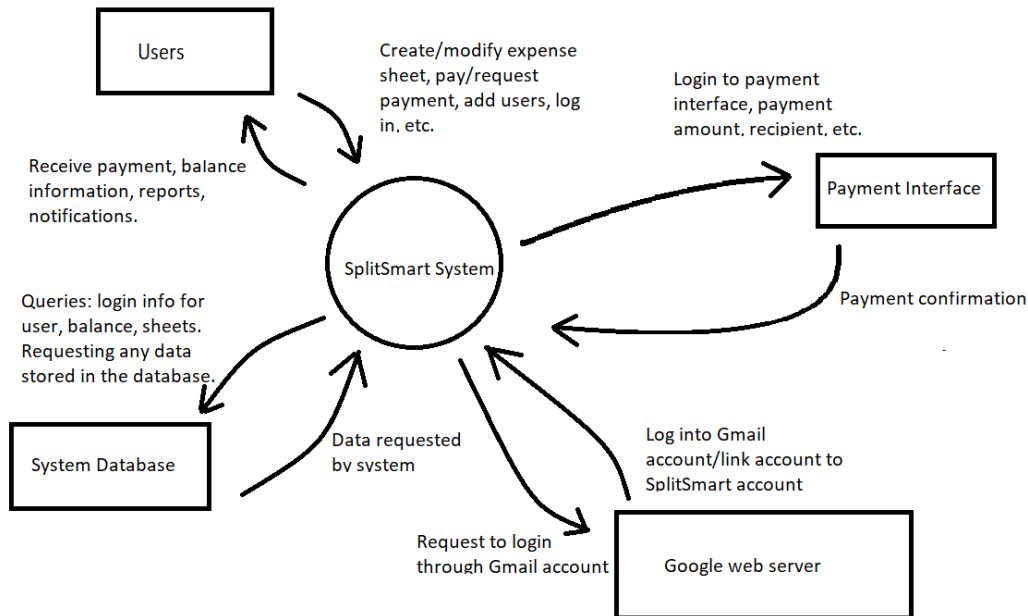 Users
Create/modify expense
sheet, pay/request
payment, add users, log
in, etc.
Login to payment
interface, payment
amount, recipient, etc.
Receive payment, balance
information, reports,
notifications.
Payment Interface
SplitSmart System
Payment confirmation
Queries: login info for
user, balance, sheets.
Requesting any data
stored in the database.
System Database
Data requested
by system
Log into Gmail
account/link account to
SplitSmart account
Request to login
through Gmail account
Google web server